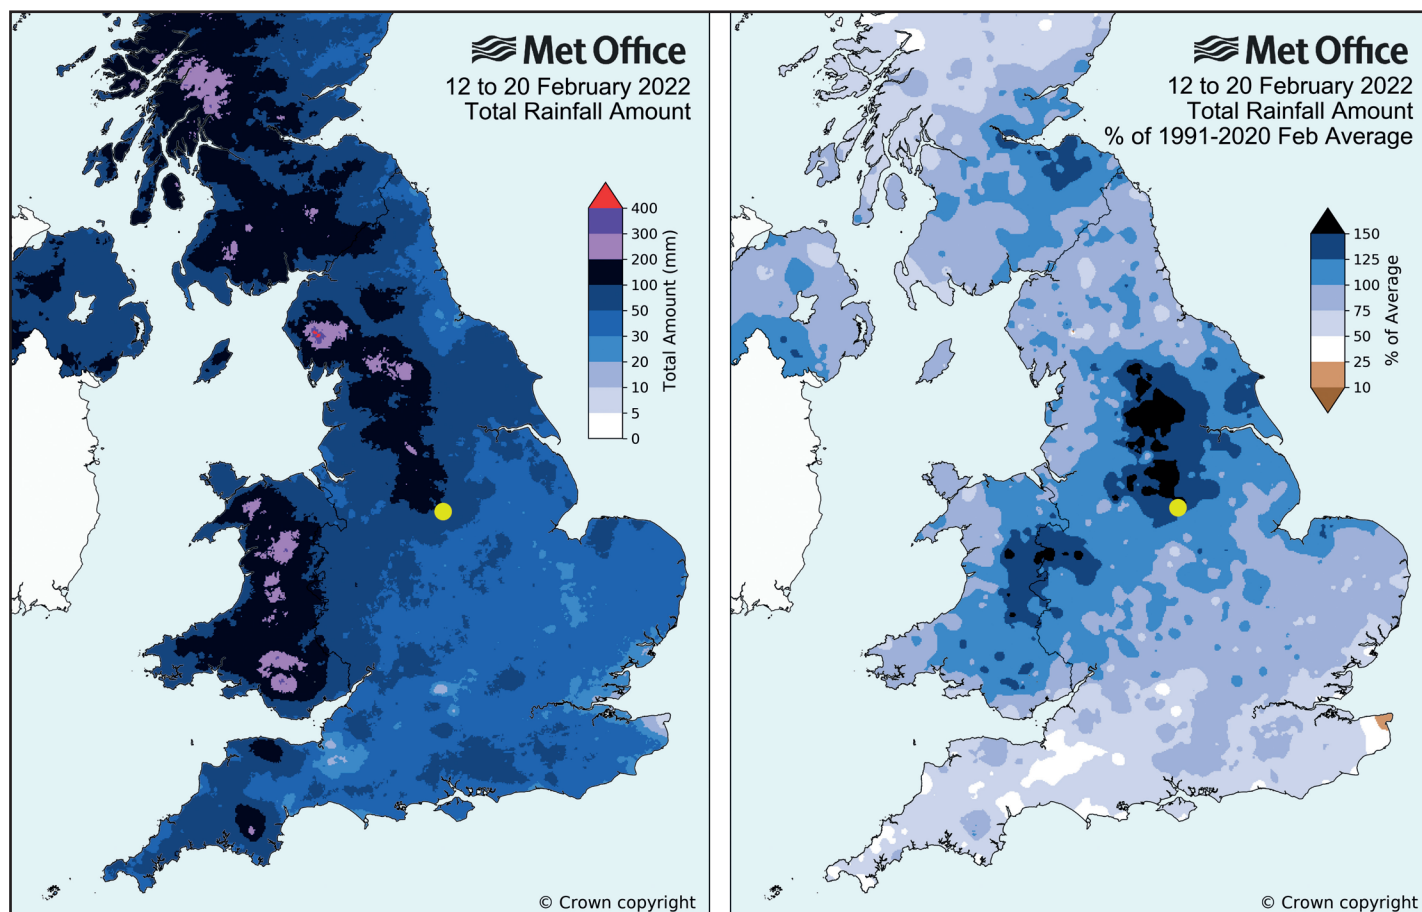 Met Office
12 to 20 February 2022
Total Rainfall Amount
400
300
200
100
50
30
20
10
5
0
Total Amount (mm)
© Crown copyright
Met Office
12 to 20 February 2022
Total Rainfall Amount
% of 1991-2020 Feb Average
150
125
100
75
50
25
10
% of Average
© Crown copyright